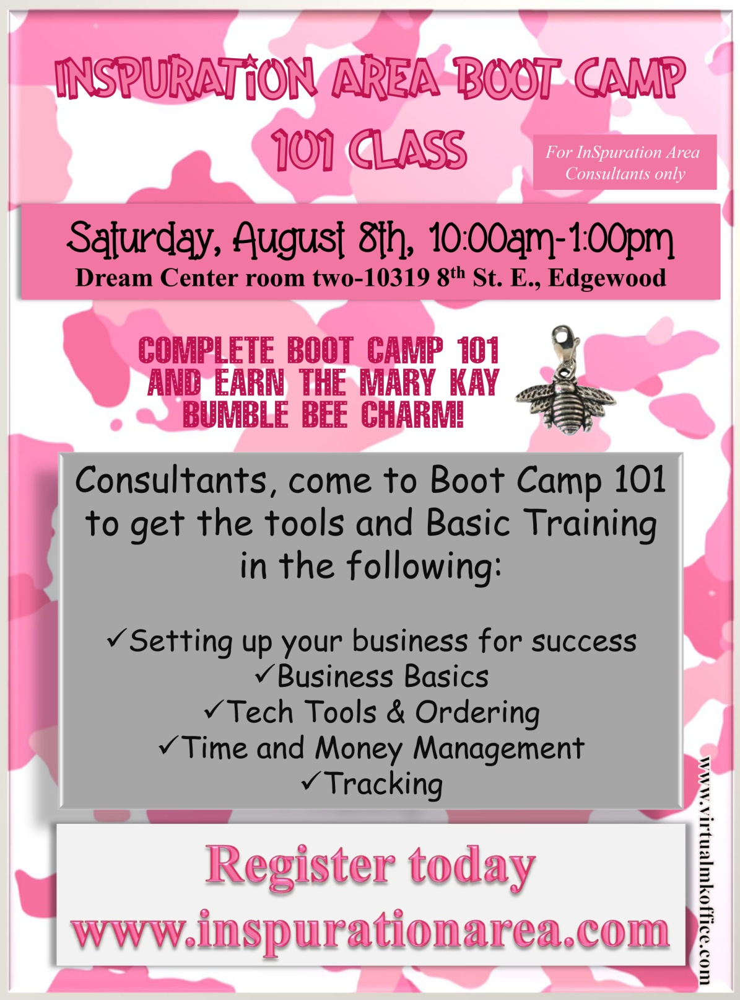 INSPURATiON AREA BOOT CAMP
101 CLASS
For InSpuration Area
Consultants only
Saturday, August 8th, 10:00am-1:00pm
Dream Center room two-10319 8th St. E., Edgewood
COMPLETE BOOT CAMP 101
AND EARN THE MARY KAY
BUMBLE BEE CHARM!
Consultants, come to Boot Camp 101
to get the tools and Basic Training
in the following:
✓Setting up your business for success
✓Business Basics
✓Tech Tools & Ordering
✓Time and Money Management
✓Tracking
Register today
www.inspurationarea.com
www.virtualmkoffice.com